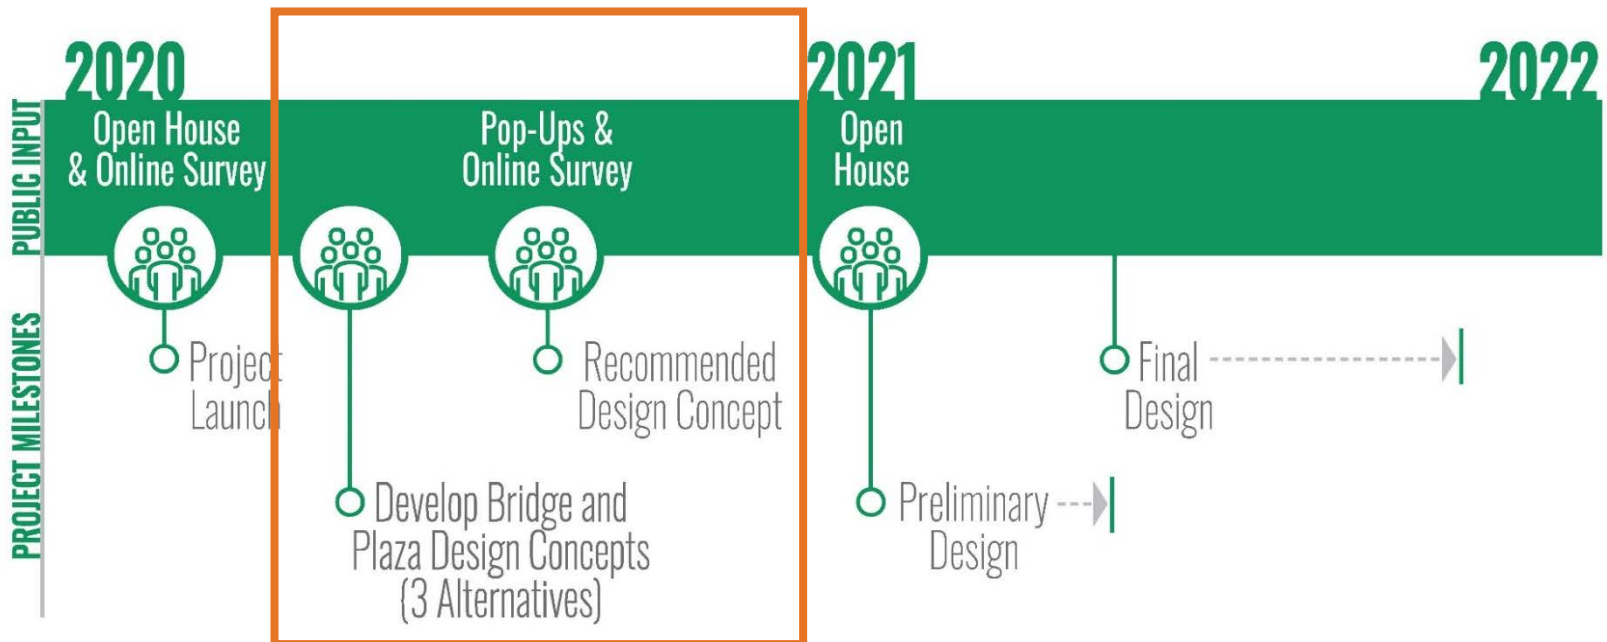 2020
2021
2022
PUBLIC INPUT
Open House
& Online Survey
Pop-Ups &
Online Survey
Open
House
PROJECT MILESTONES
Project
Launch
Recommended
Design Concept
Final
Design
Develop Bridge and
Plaza Design Concepts
(3 Alternatives)
Preliminary
Design